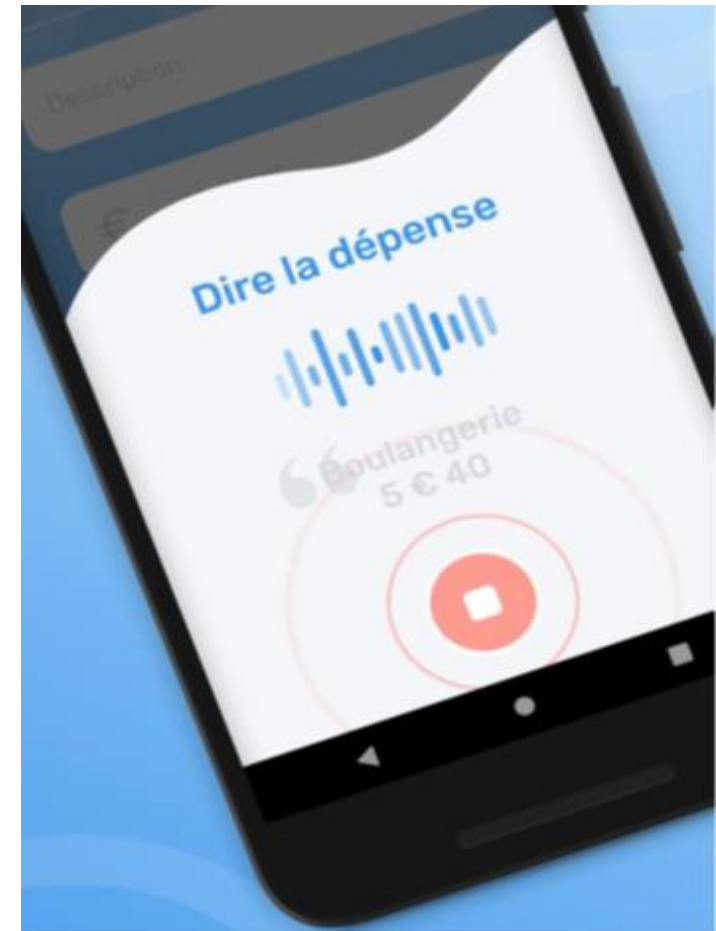 Description
€
Dire la dépense
Boulangerie
5 € 40